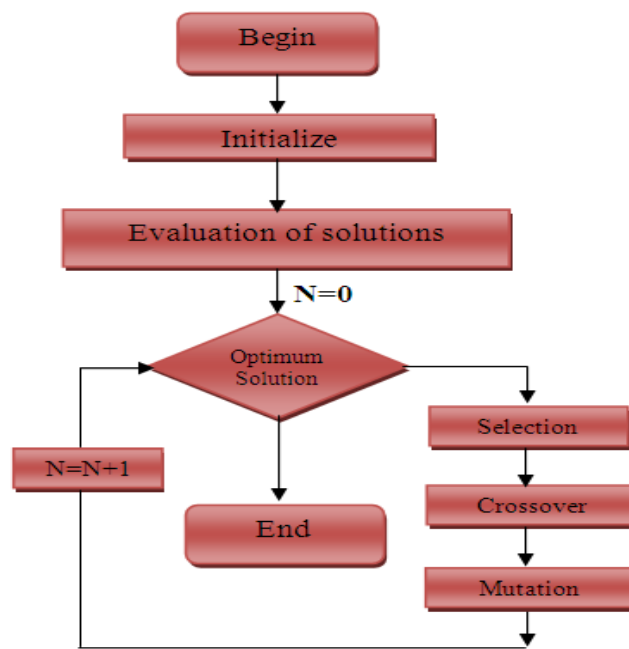 Begin
Initialize
Evaluation of solutions
N=0
Optimum
Solution
Selection
N=N+1
Crossover
End
Mutation